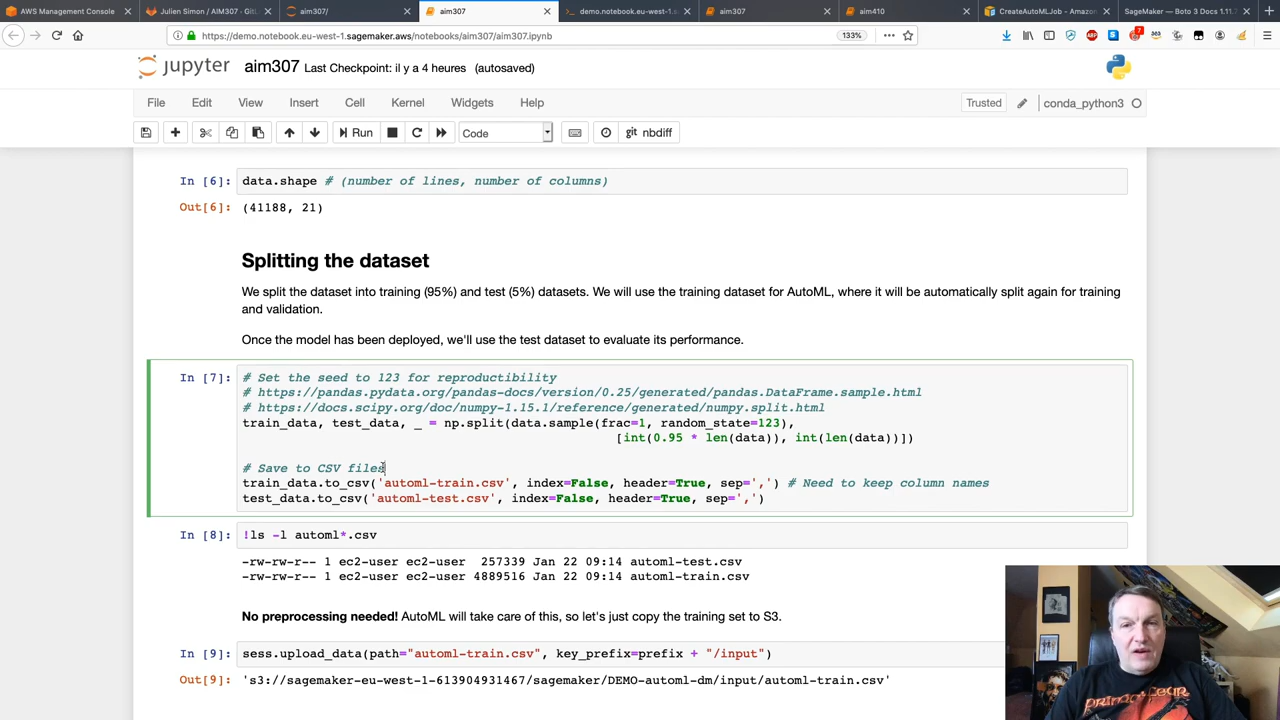 AWS Management Console
Julien Simon / AIM307 - GitL
aim307/
aim307
demo.notebook.eu-west-1.s
aim307
aim410
CreateAutoMLJob - Amazon
SageMaker — Boto 3 Docs 1.11.
https://demo.notebook.eu-west-1.sagemaker.aws/notebooks/aim307/aim307.ipynb
133%
jupyter aim307 Last Checkpoint: il y a 4 heures (autosaved)
File Edit View Insert Cell Kernel Widgets Help
Trusted conda_python3
Run Code git nbdiff
In [6]: data.shape # (number of lines, number of columns)
Out[6]: (41188, 21)
Splitting the dataset
We split the dataset into training (95%) and test (5%) datasets. We will use the training dataset for AutoML, where it will be automatically split again for training
and validation.
Once the model has been deployed, we'll use the test dataset to evaluate its performance.
In [7]: # Set the seed to 123 for reproductibility
# https://pandas.pydata.org/pandas-docs/version/0.25/generated/pandas.DataFrame.sample.html
# https://docs.scipy.org/doc/numpy-1.15.1/reference/generated/numpy.split.html
train_data, test_data, _ = np.split(data.sample(frac=1, random_state=123),
[int(0.95 * len(data)), int(len(data))])
# Save to CSV files
train_data.to_csv('automl-train.csv', index=False, header=True, sep=',') # Need to keep column names
test_data.to_csv('automl-test.csv', index=False, header=True, sep=',')
In [8]: !ls -l automl*.csv
-rw-rw-r-- 1 ec2-user ec2-user 257339 Jan 22 09:14 automl-test.csv
-rw-rw-r-- 1 ec2-user ec2-user 4889516 Jan 22 09:14 automl-train.csv
No preprocessing needed! AutoML will take care of this, so let's just copy the training set to S3.
In [9]: sess.upload_data(path="automl-train.csv", key_prefix=prefix + "/input")
Out[9]: 's3://sagemaker-eu-west-1-613904931467/sagemaker/DEMO-automl-dm/input/automl-train.csv'